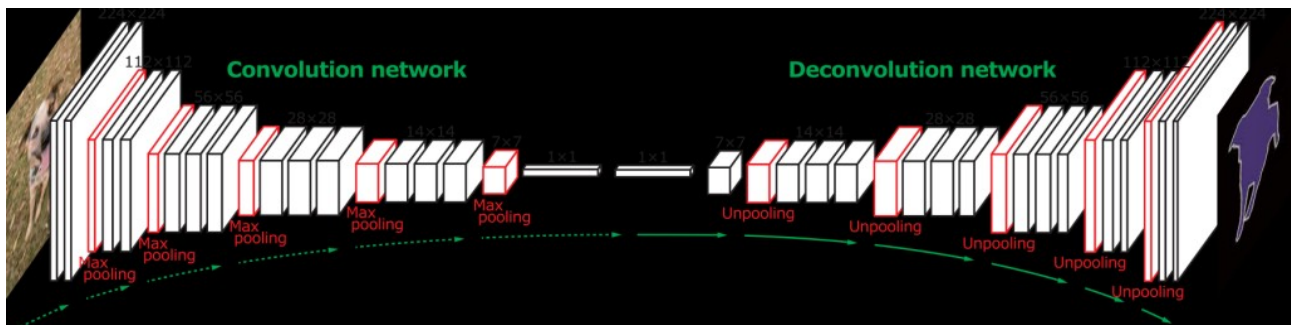 224×224
112×112
56×56
28×28
14×14
7×7
1×1
1×1
7×7
14×14
28×28
56×56
112×112
224×224
Convolution network
Deconvolution network
Max
pooling
Max
pooling
Max
pooling
Max
pooling
Max
pooling
Unpooling
Unpooling
Unpooling
Unpooling
Unpooling